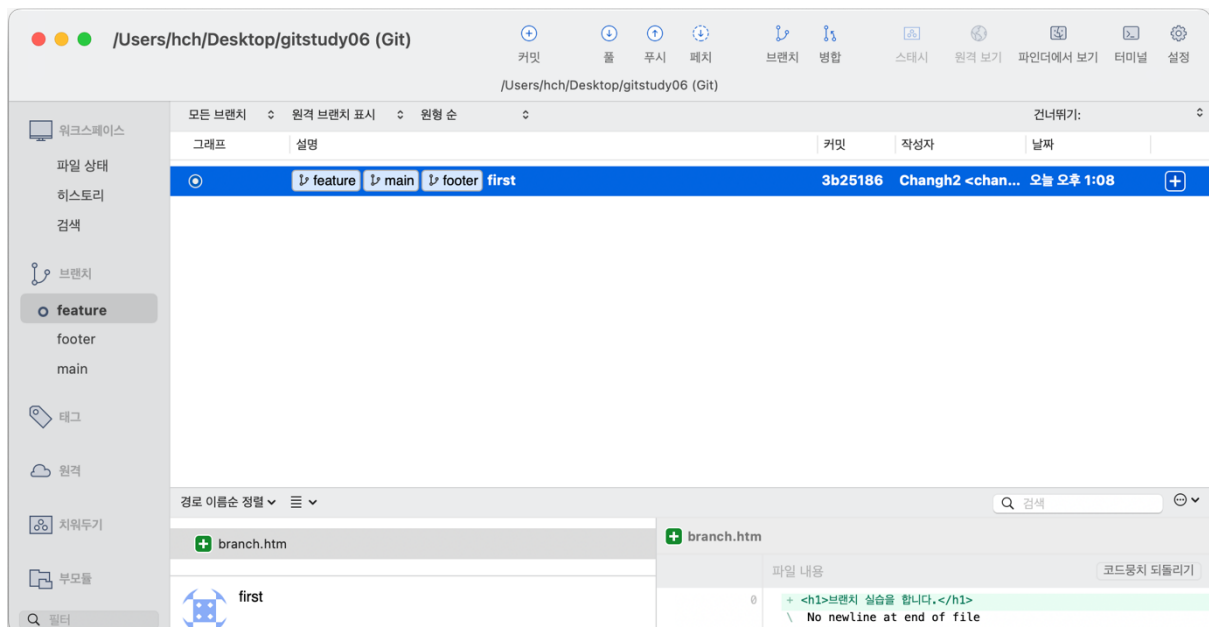 /Users/hch/Desktop/gitstudy06 (Git)
커밋 풀 푸시 페치 브랜치 병합 스태시 원격 보기 파인더에서 보기 터미널 설정
/Users/hch/Desktop/gitstudy06 (Git)
워크스페이스
파일 상태
히스토리
검색
브랜치
feature
footer
main
태그
원격
치워두기
부모듈
필터
모든 브랜치 원격 브랜치 표시 원형 순 건너뛰기:
그래프 설명 커밋 작성자 날짜
feature main footer first 3b25186 Changh2 <chan... 오늘 오후 1:08
경로 이름순 정렬 검색
branch.htm
first
branch.htm
파일 내용 코드뭉치 되돌리기
0 + <h1>브랜치 실습을 합니다.</h1>
\ No newline at end of file